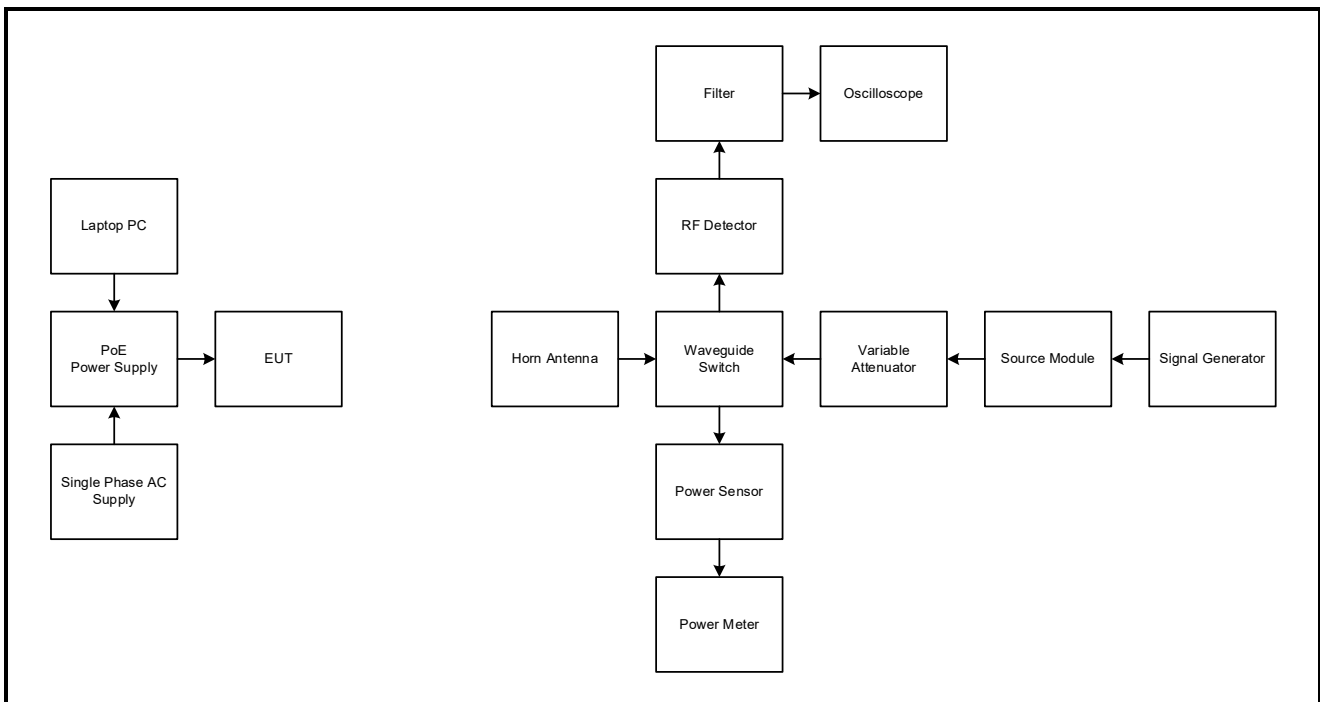 Filter
Oscilloscope
Laptop PC
RF Detector
PoE
Power Supply
EUT
Horn Antenna
Waveguide
Switch
Variable
Attenuator
Source Module
Signal Generator
Single Phase AC
Supply
Power Sensor
Power Meter